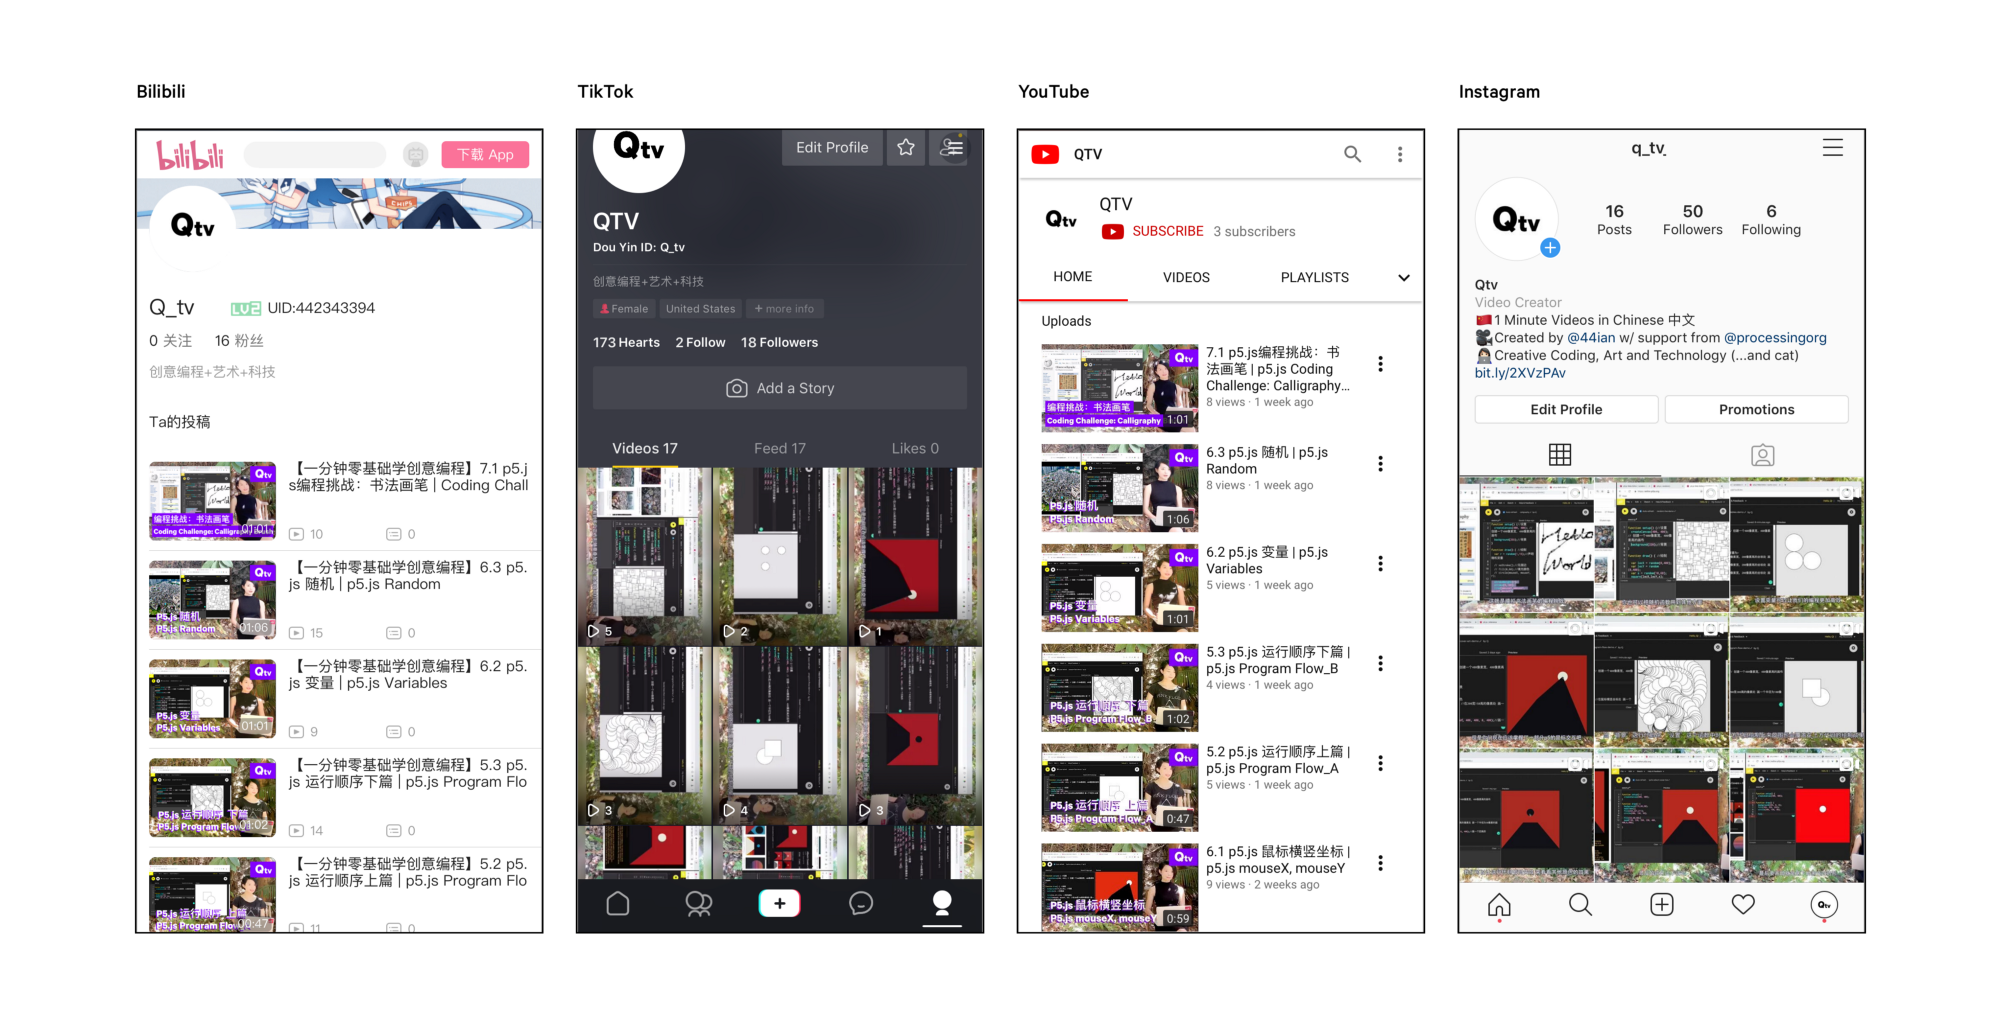 Bilibili
bilibili
下载 App
Qtv
Q_tv
LV2
UID:442343394
0 关注
16 粉丝
创意编程+艺术+科技
Ta的投稿
Qtv
编程挑战：书法画笔
Coding Challenge: Calligraphy
01:01
【一分钟零基础学创意编程】7.1 p5.j
s编程挑战：书法画笔 | Coding Chall
10
0
Qtv
P5.js 随机
P5.js Random
01:06
【一分钟零基础学创意编程】6.3 p5.
js 随机 | p5.js Random
15
0
Qtv
P5.js 变量
P5.js Variables
01:01
【一分钟零基础学创意编程】6.2 p5.
js 变量 | p5.js Variables
9
0
Qtv
P5.js 运行顺序 下篇
P5.js Program Flow
01:02
【一分钟零基础学创意编程】5.3 p5.
js 运行顺序下篇 | p5.js Program Flo
14
0
Qtv
P5.js 运行顺序 上篇
P5.js Program Flow
00:47
【一分钟零基础学创意编程】5.2 p5.
js 运行顺序上篇 | p5.js Program Flo
11
0
TikTok
Qtv
Edit Profile
QTV
Dou Yin ID: Q_tv
创意编程+艺术+科技
Female
United States
+ more info
173 Hearts
2 Follow
18 Followers
Add a Story
Videos 17
Feed 17
Likes 0
5
2
1
3
4
3
YouTube
QTV
Qtv
QTV
SUBSCRIBE
3 subscribers
HOME
VIDEOS
PLAYLISTS
Uploads
Qtv
编程挑战：书法画笔
Coding Challenge: Calligraphy
1:01
7.1 p5.js编程挑战：书
法画笔 | p5.js Coding
Challenge: Calligraphy…
8 views · 1 week ago
Qtv
P5.js 随机
P5.js Random
1:06
6.3 p5.js 随机 | p5.js
Random
8 views · 1 week ago
Qtv
P5.js 变量
P5.js Variables
1:01
6.2 p5.js 变量 | p5.js
Variables
5 views · 1 week ago
Qtv
P5.js 运行顺序 下篇
P5.js Program Flow_B
1:02
5.3 p5.js 运行顺序下篇 |
p5.js Program Flow_B
4 views · 1 week ago
Qtv
P5.js 运行顺序 上篇
P5.js Program Flow_A
0:47
5.2 p5.js 运行顺序上篇 |
p5.js Program Flow_A
5 views · 1 week ago
Qtv
P5.js 鼠标横竖坐标
P5.js mouseX, mouseY
0:59
6.1 p5.js 鼠标横竖坐标 |
p5.js mouseX, mouseY
9 views · 2 weeks ago
Instagram
q_tv_
Qtv
16
Posts
50
Followers
6
Following
Qtv
Video Creator
🇨🇳1 Minute Videos in Chinese 中文
🎥Created by @44ian w/ support from @processingorg
👩🏻‍💻Creative Coding, Art and Technology (...and cat)
bit.ly/2XVzPAv
Edit Profile
Promotions
Hello
World
Qtv